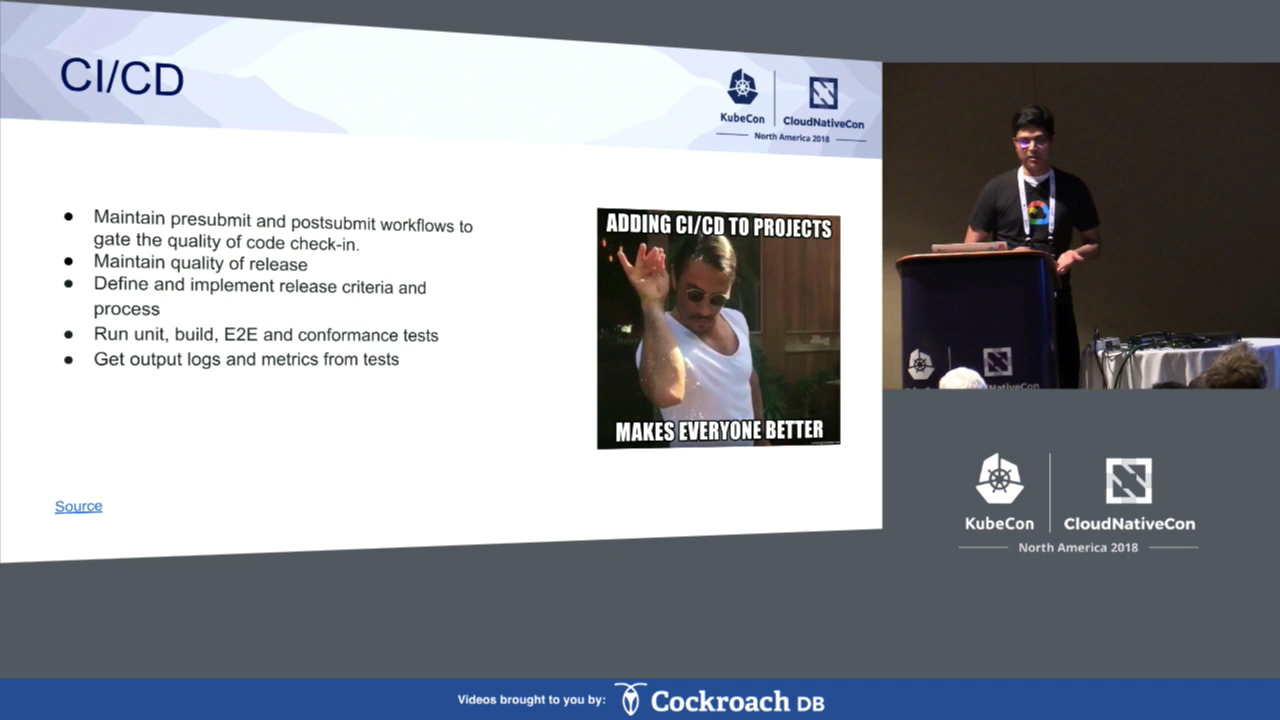 CI/CD
KubeCon
CloudNativeCon
North America 2018
● Maintain presubmit and postsubmit workflows to
gate the quality of code check-in.
● Maintain quality of release
● Define and implement release criteria and
process
● Run unit, build, E2E and conformance tests
● Get output logs and metrics from tests
ADDING CI/CD TO PROJECTS
MAKES EVERYONE BETTER
Source
KubeCon
CloudNativeCon
North America 2018
Videos brought to you by:
Cockroach DB